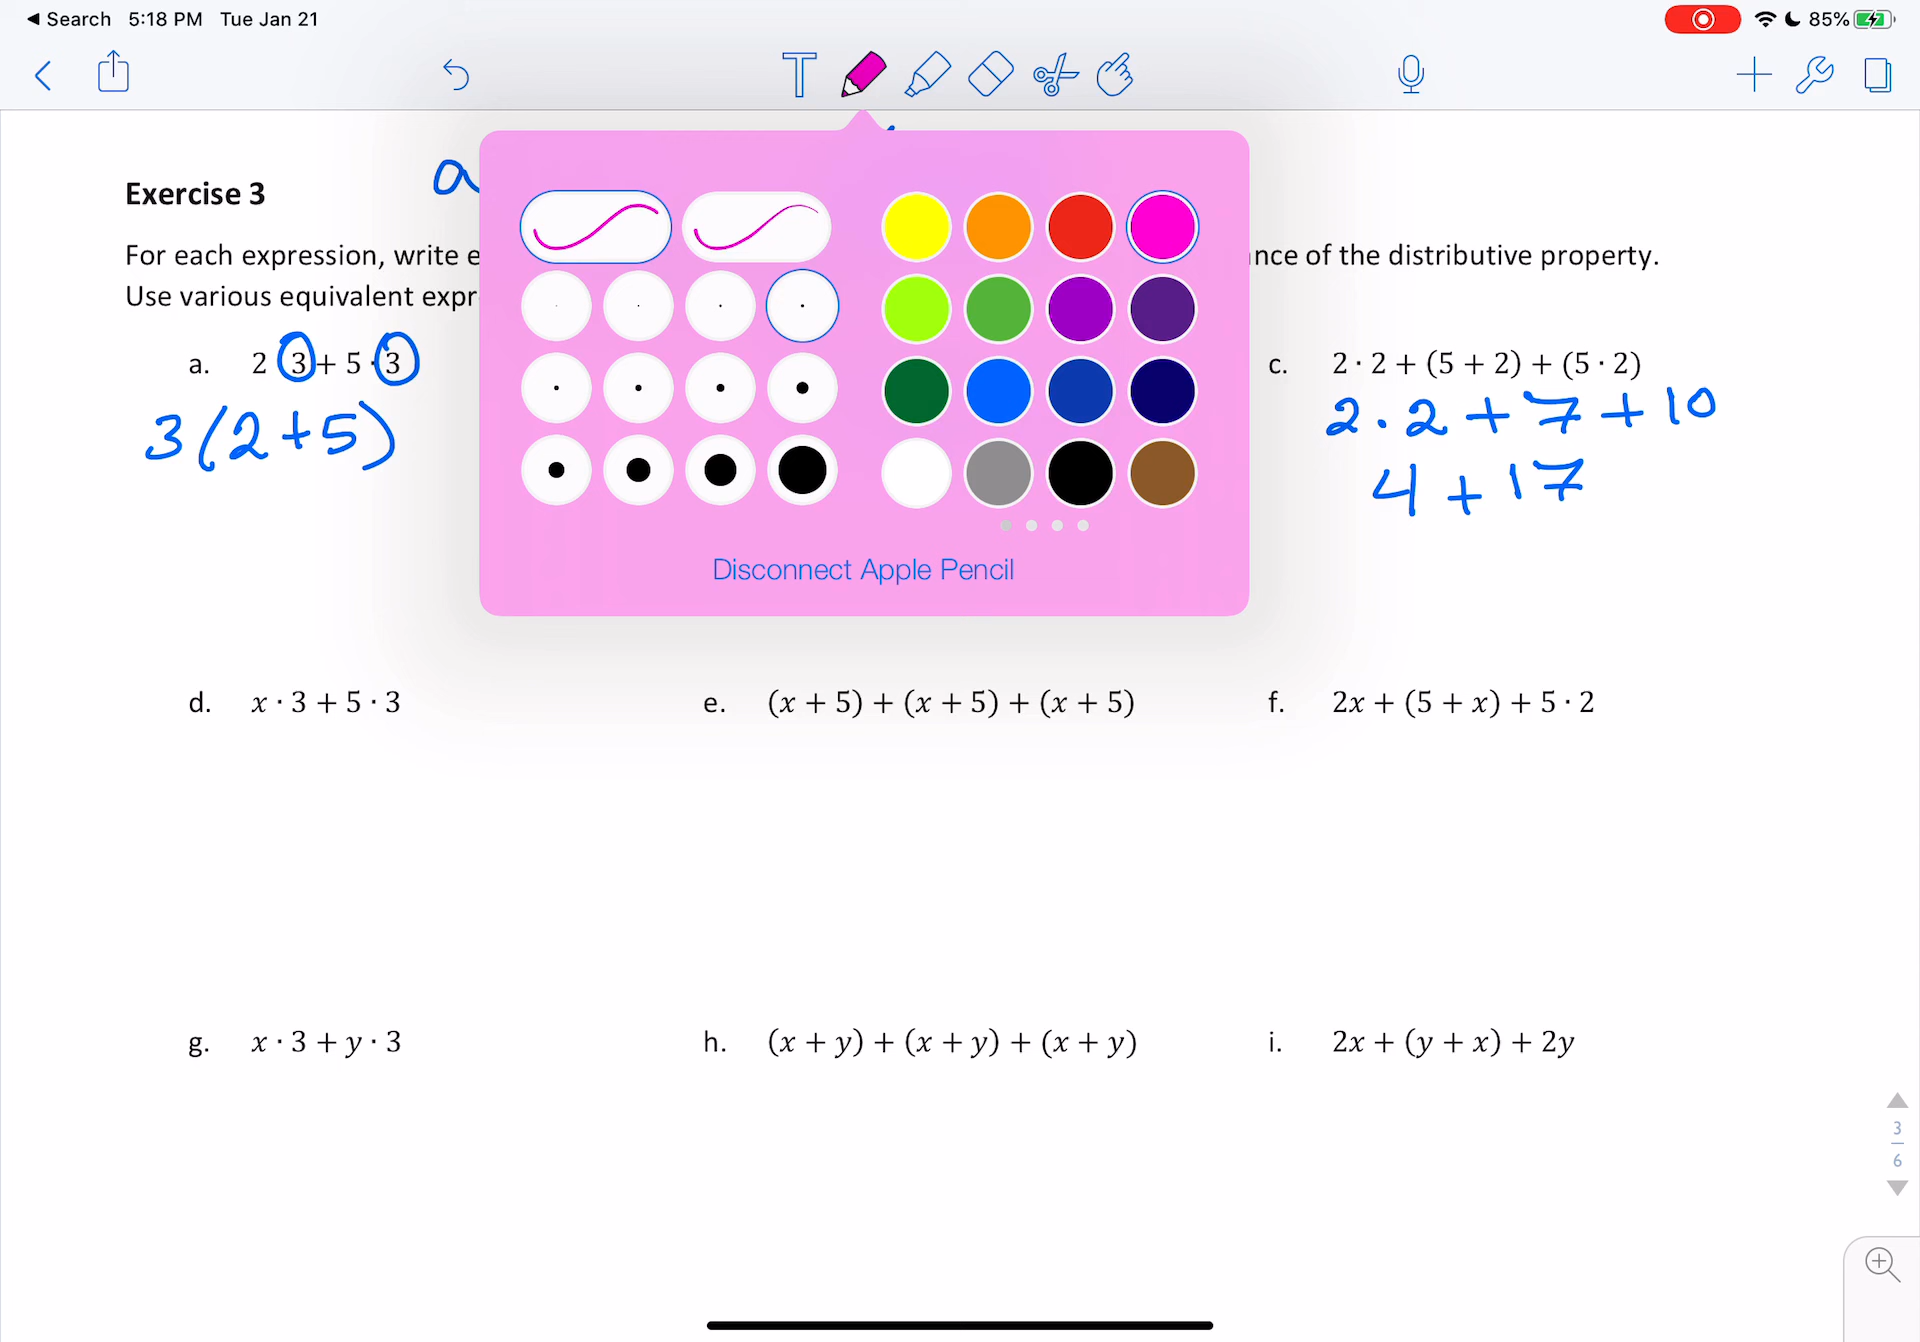 ◀ Search 5:18 PM Tue Jan 21 85%
T
Exercise 3 a
For each expression, write e nce of the distributive property.
Use various equivalent expr
a. 2 3 + 5 · 3
3(2+5)
c. 2 · 2 + (5 + 2) + (5 · 2)
2 · 2 + 7 + 10
4 + 17
Disconnect Apple Pencil
d. x · 3 + 5 · 3
e. (x + 5) + (x + 5) + (x + 5)
f. 2x + (5 + x) + 5 · 2
g. x · 3 + y · 3
h. (x + y) + (x + y) + (x + y)
i. 2x + (y + x) + 2y
3
6